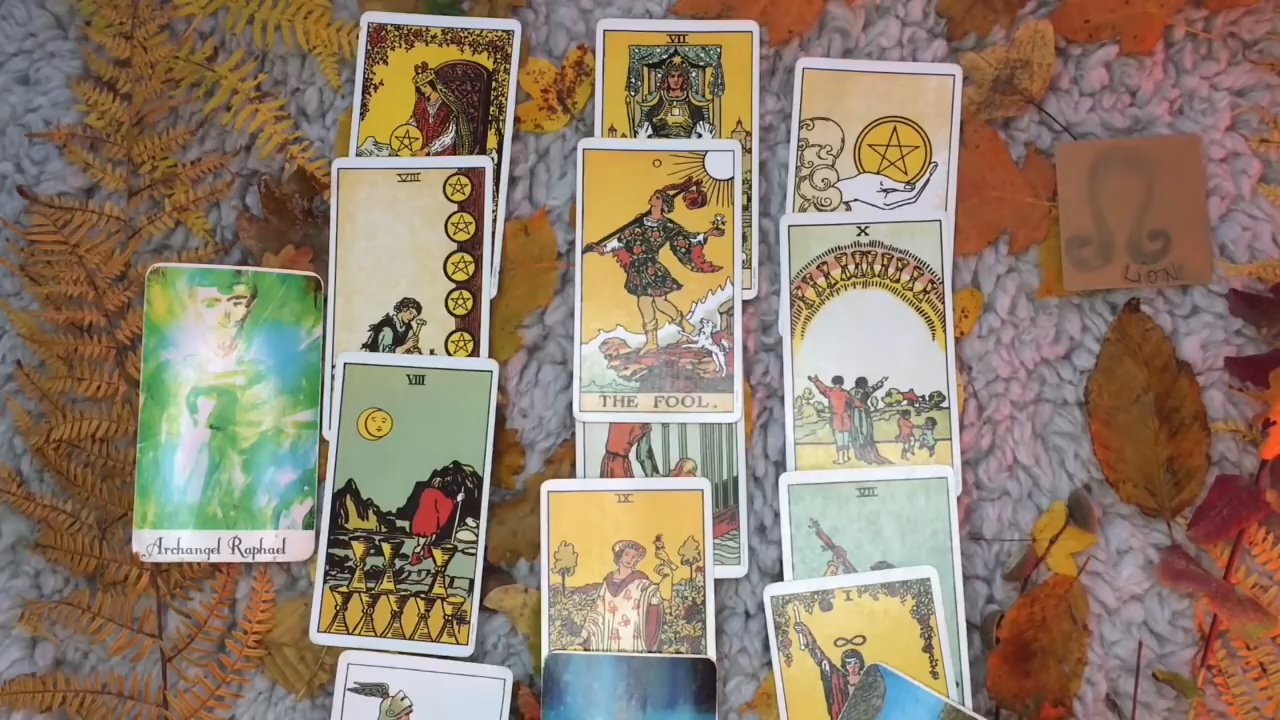 VII
VIII
X
LION
THE FOOL.
VIII
IX
VII
Archangel Raphael
I